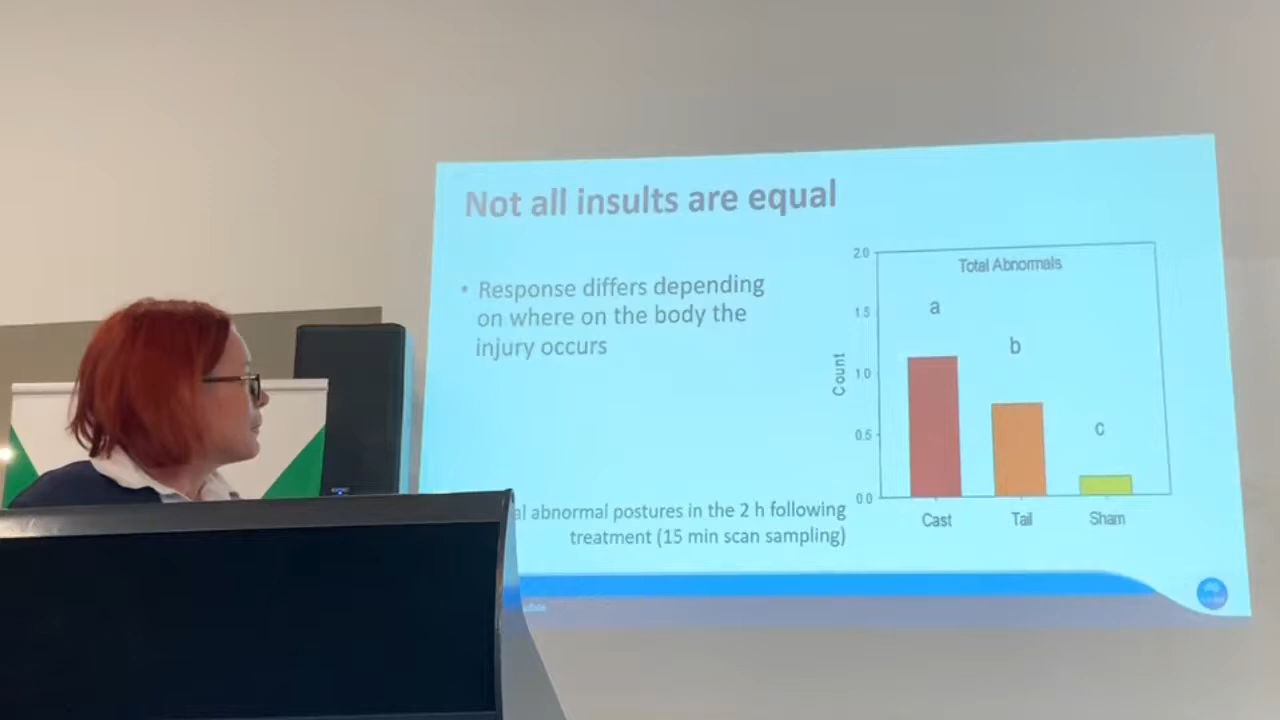 Not all insults are equal
• Response differs depending
on where on the body the
injury occurs
abnormal postures in the 2 h following
treatment (15 min scan sampling)
Total Abnormals
2.0
1.5
1.0
0.5
0.0
Count
a
b
c
Cast
Tail
Sham